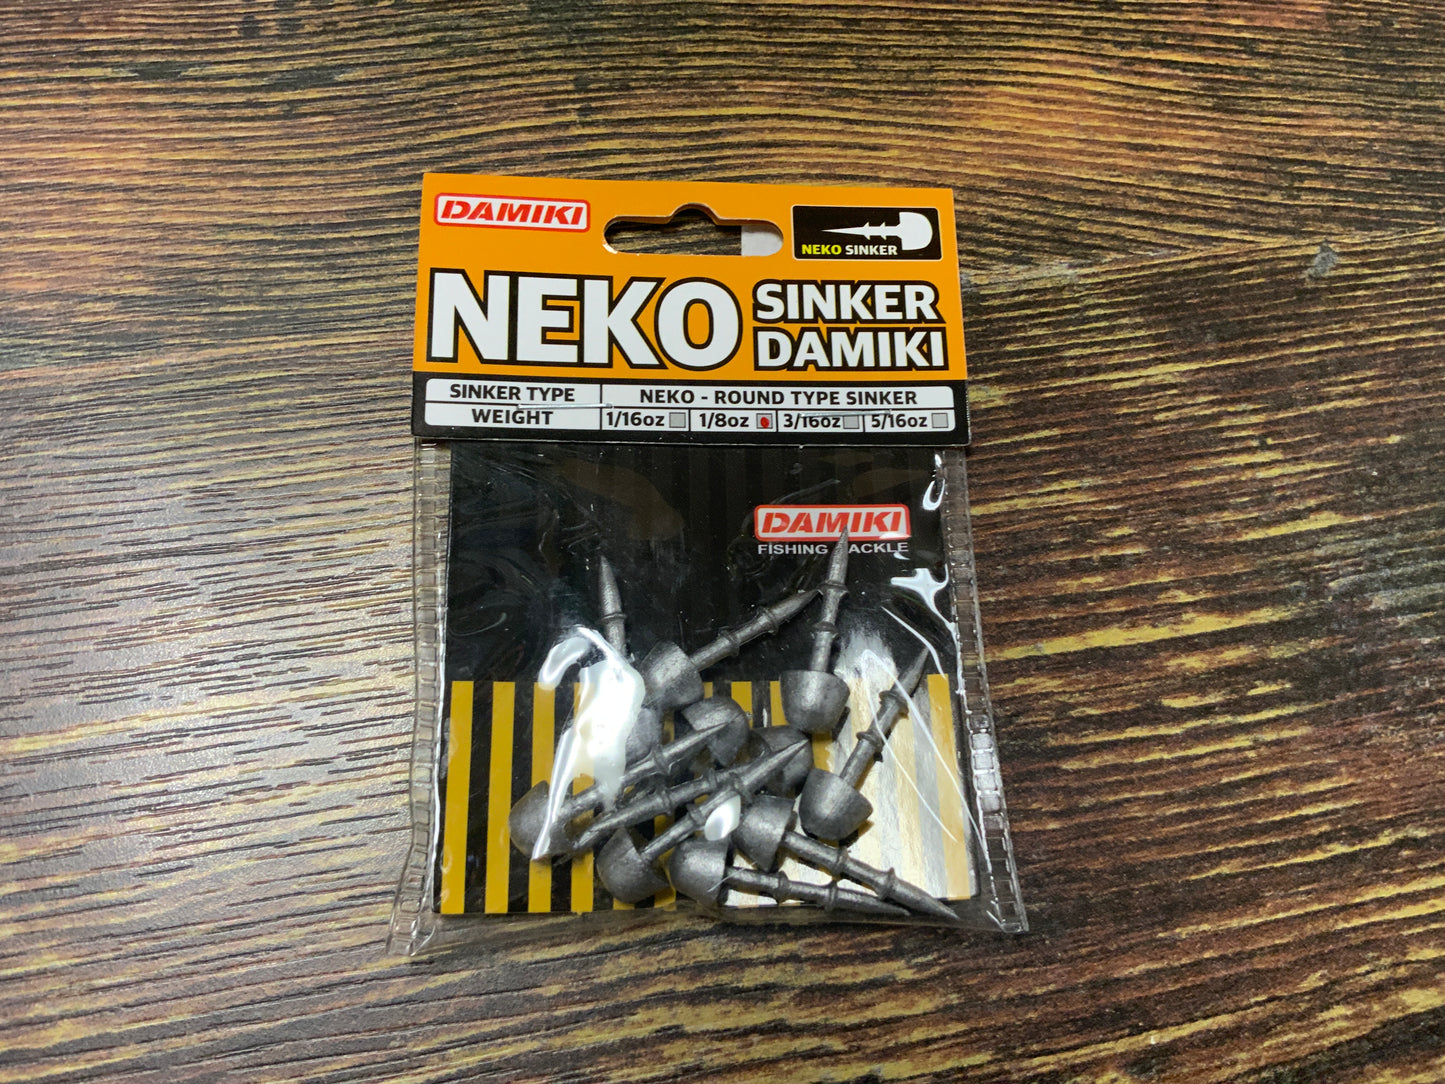 DAMIKI
NEKO SINKER
NEKO SINKER
DAMIKI
SINKER TYPE NEKO - ROUND TYPE SINKER
WEIGHT 1/16oz 1/8oz 3/16oz 5/16oz
DAMIKI
FISHING TACKLE